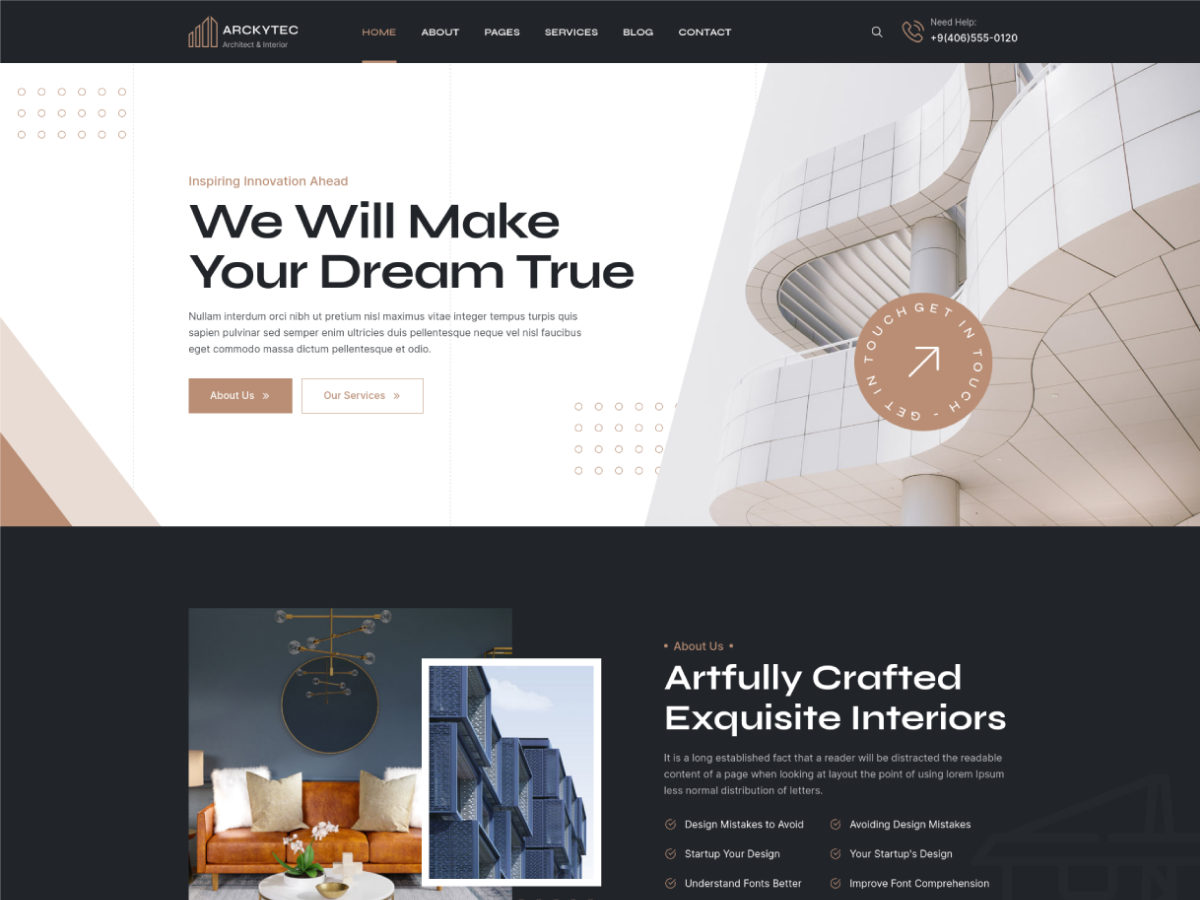 ARCKYTEC
Architect & Interior
HOME ABOUT PAGES SERVICES BLOG CONTACT
Need Help:
+9(406)555-0120
Inspiring Innovation Ahead
We Will Make
Your Dream True
Nullam interdum orci nibh ut pretium nisl maximus vitae integer tempus turpis quis
sapien pulvinar sed semper enim ultricies duis pellentesque neque vel nisl faucibus
eget commodo massa dictum pellentesque et odio.
About Us »
Our Services »
GET IN TOUCH - GET IN TOUCH
• About Us •
Artfully Crafted
Exquisite Interiors
It is a long established fact that a reader will be distracted the readable
content of a page when looking at layout the point of using lorem Ipsum
less normal distribution of letters.
Design Mistakes to Avoid
Avoiding Design Mistakes
Startup Your Design
Your Startup's Design
Understand Fonts Better
Improve Font Comprehension